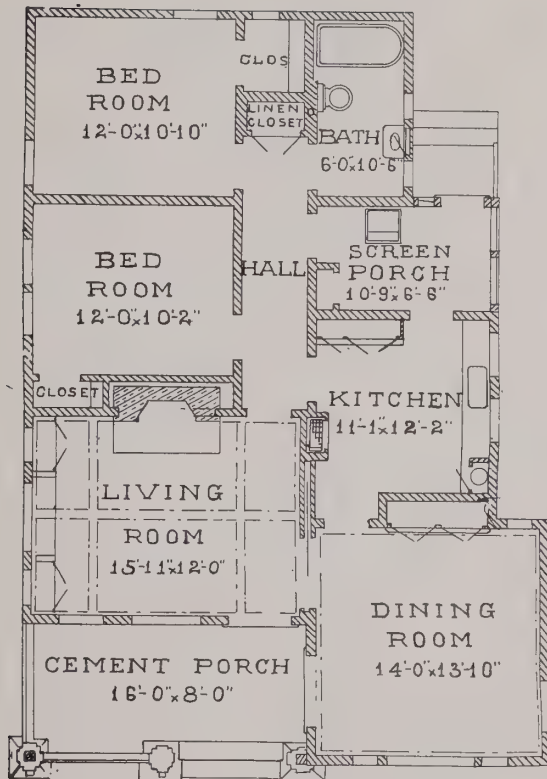 BED
ROOM
12'-0"x10'-10"
CLOS
LINEN
CLOSET
BATH
6'-0"x10'-6
BED
ROOM
12'-0"x10'-2"
HALL
SCREEN
PORCH
10'-9"x6'-6"
CLOSET
KITCHEN
11'-1"x12'-2"
LIVING
ROOM
15'-11"x12'-0"
DINING
ROOM
14'-0"x13'-10"
CEMENT PORCH
16'-0"x8'-0"